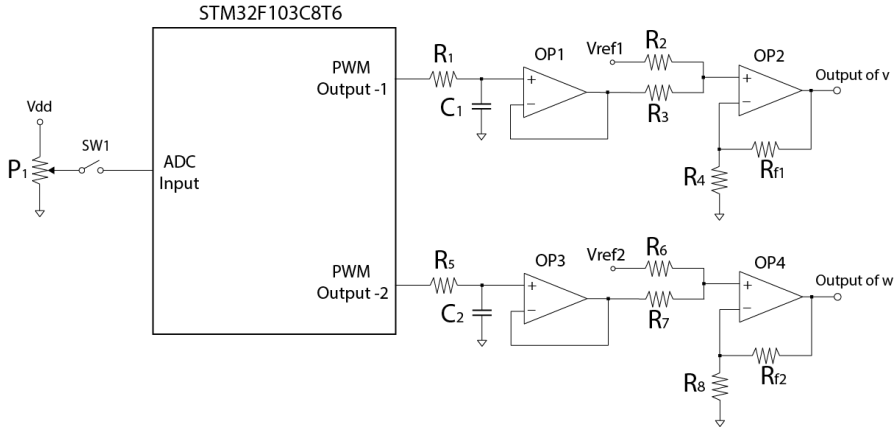 STM32F103C8T6
PWM
Output -1
R1
C1
OP1
Vref1
R2
R3
OP2
Output of v
R4
Rf1
Vdd
P1
SW1
ADC
Input
PWM
Output -2
R5
C2
OP3
Vref2
R6
R7
OP4
Output of w
R8
Rf2